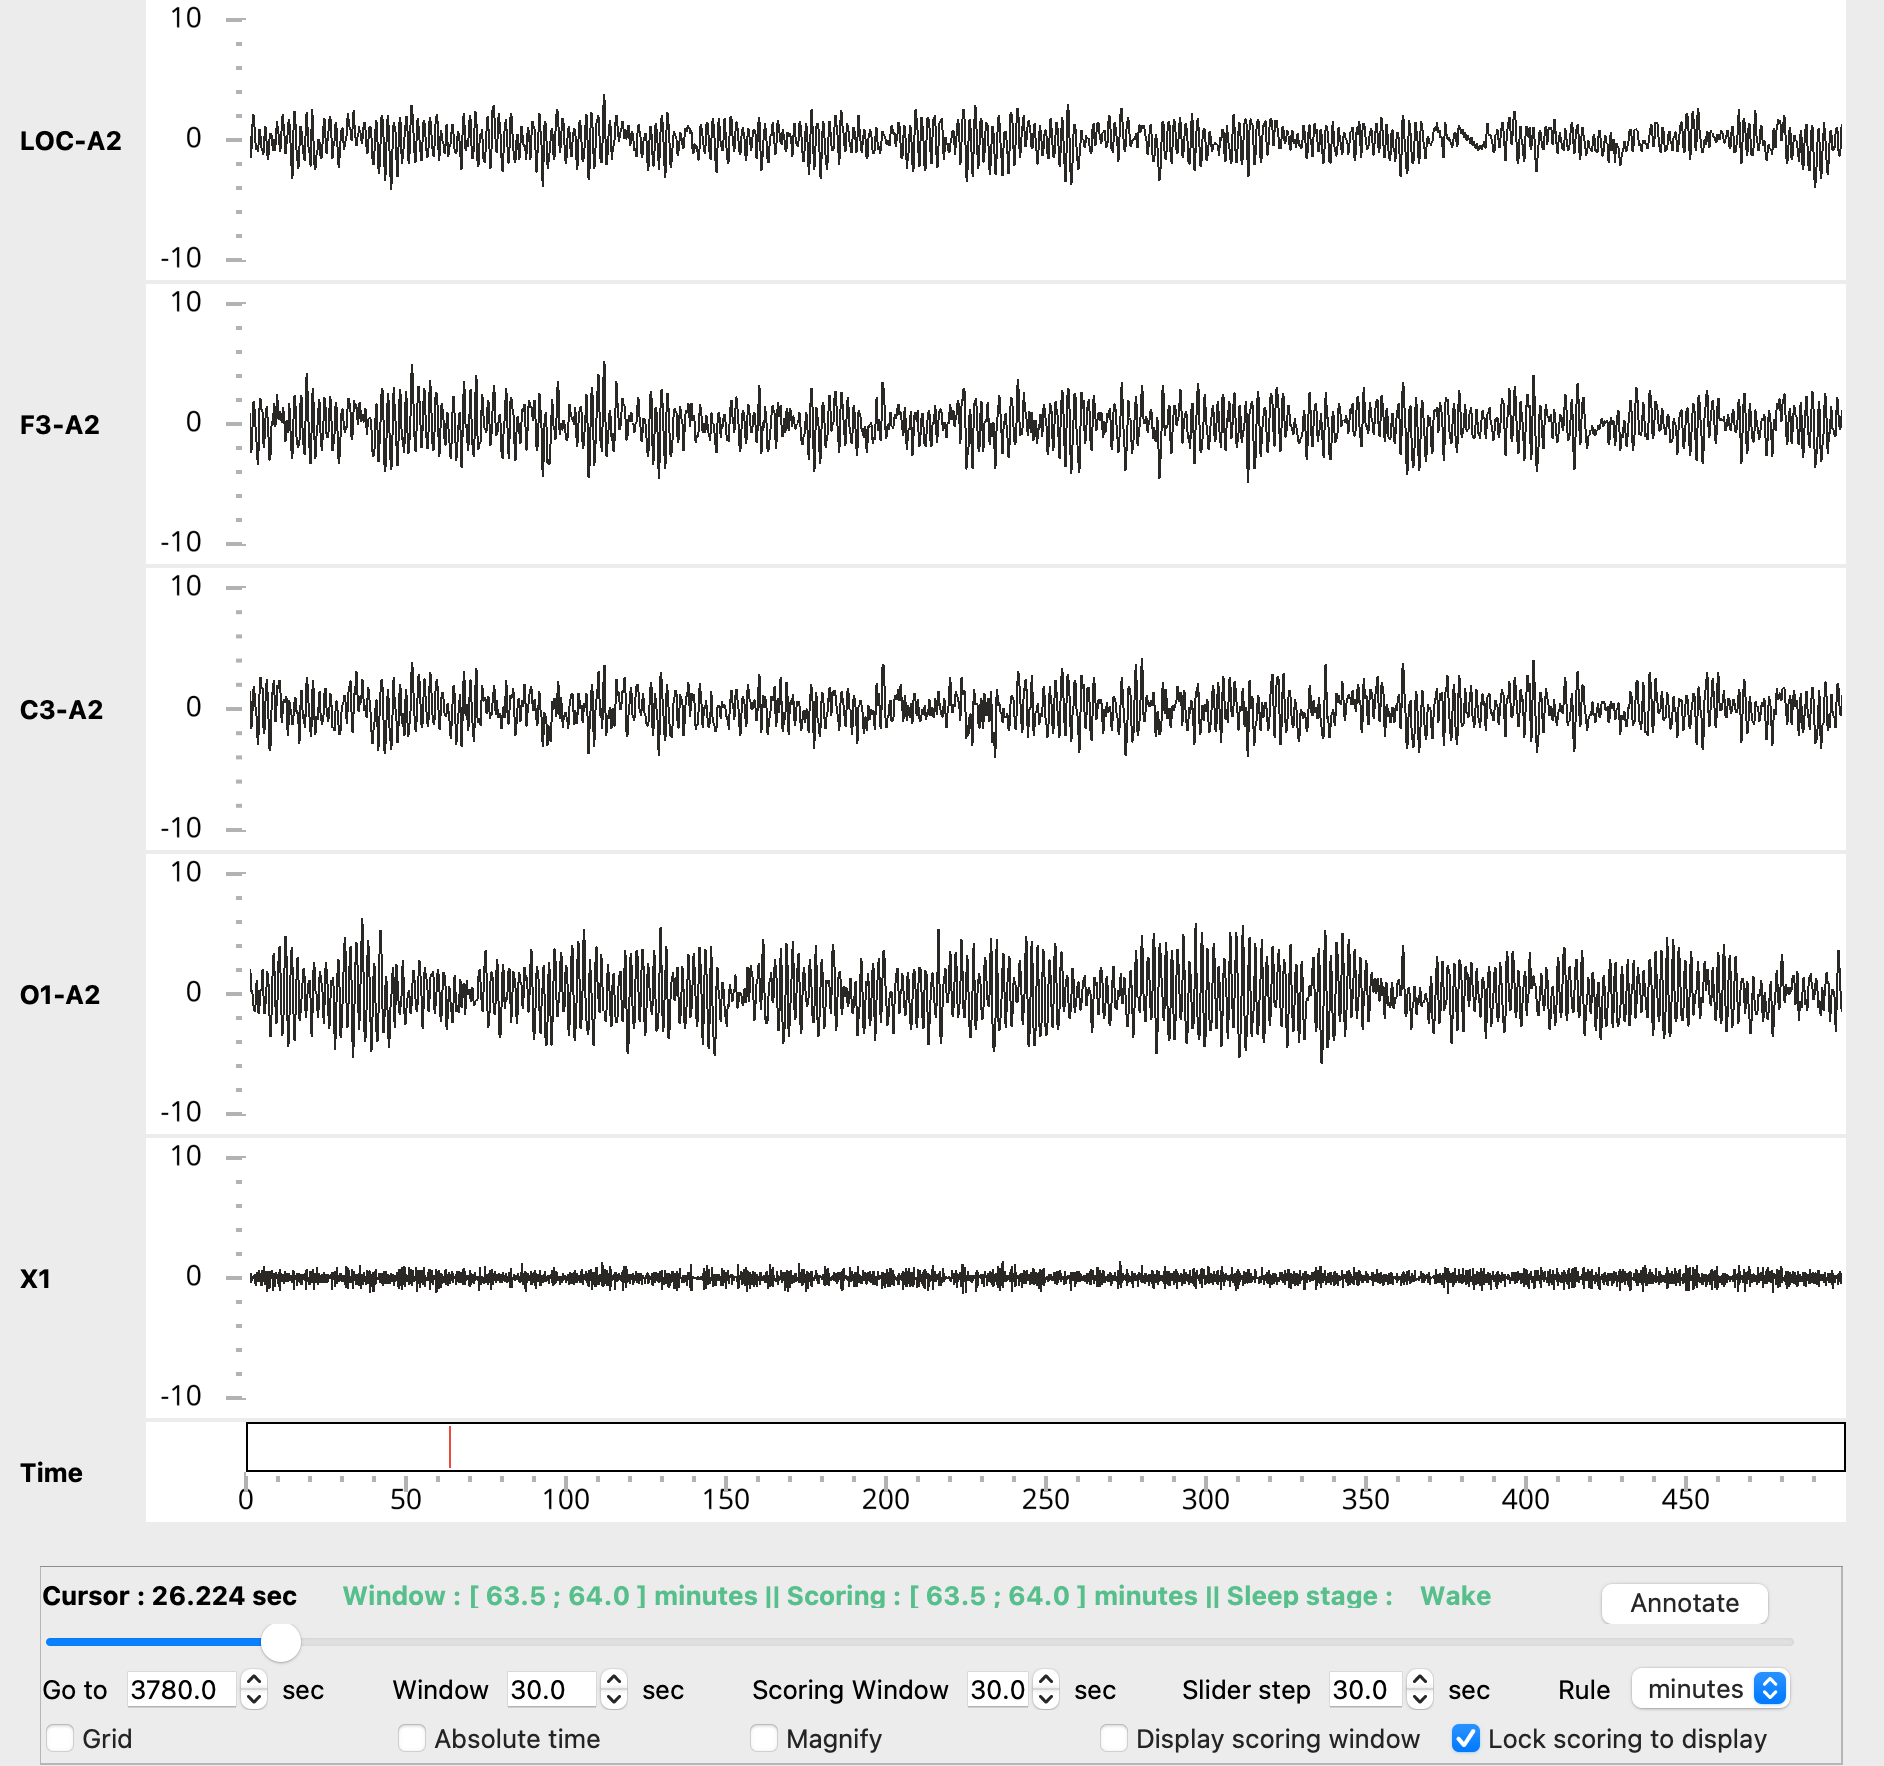 10
LOC-A2
0
-10
10
F3-A2
0
-10
10
C3-A2
0
-10
10
O1-A2
0
-10
10
X1
0
-10
Time
0 50 100 150 200 250 300 350 400 450
Cursor : 26.224 sec Window : [ 63.5 ; 64.0 ] minutes || Scoring : [ 63.5 ; 64.0 ] minutes || Sleep stage : Wake Annotate
Go to 3780.0 sec Window 30.0 sec Scoring Window 30.0 sec Slider step 30.0 sec Rule minutes
Grid Absolute time Magnify Display scoring window Lock scoring to display